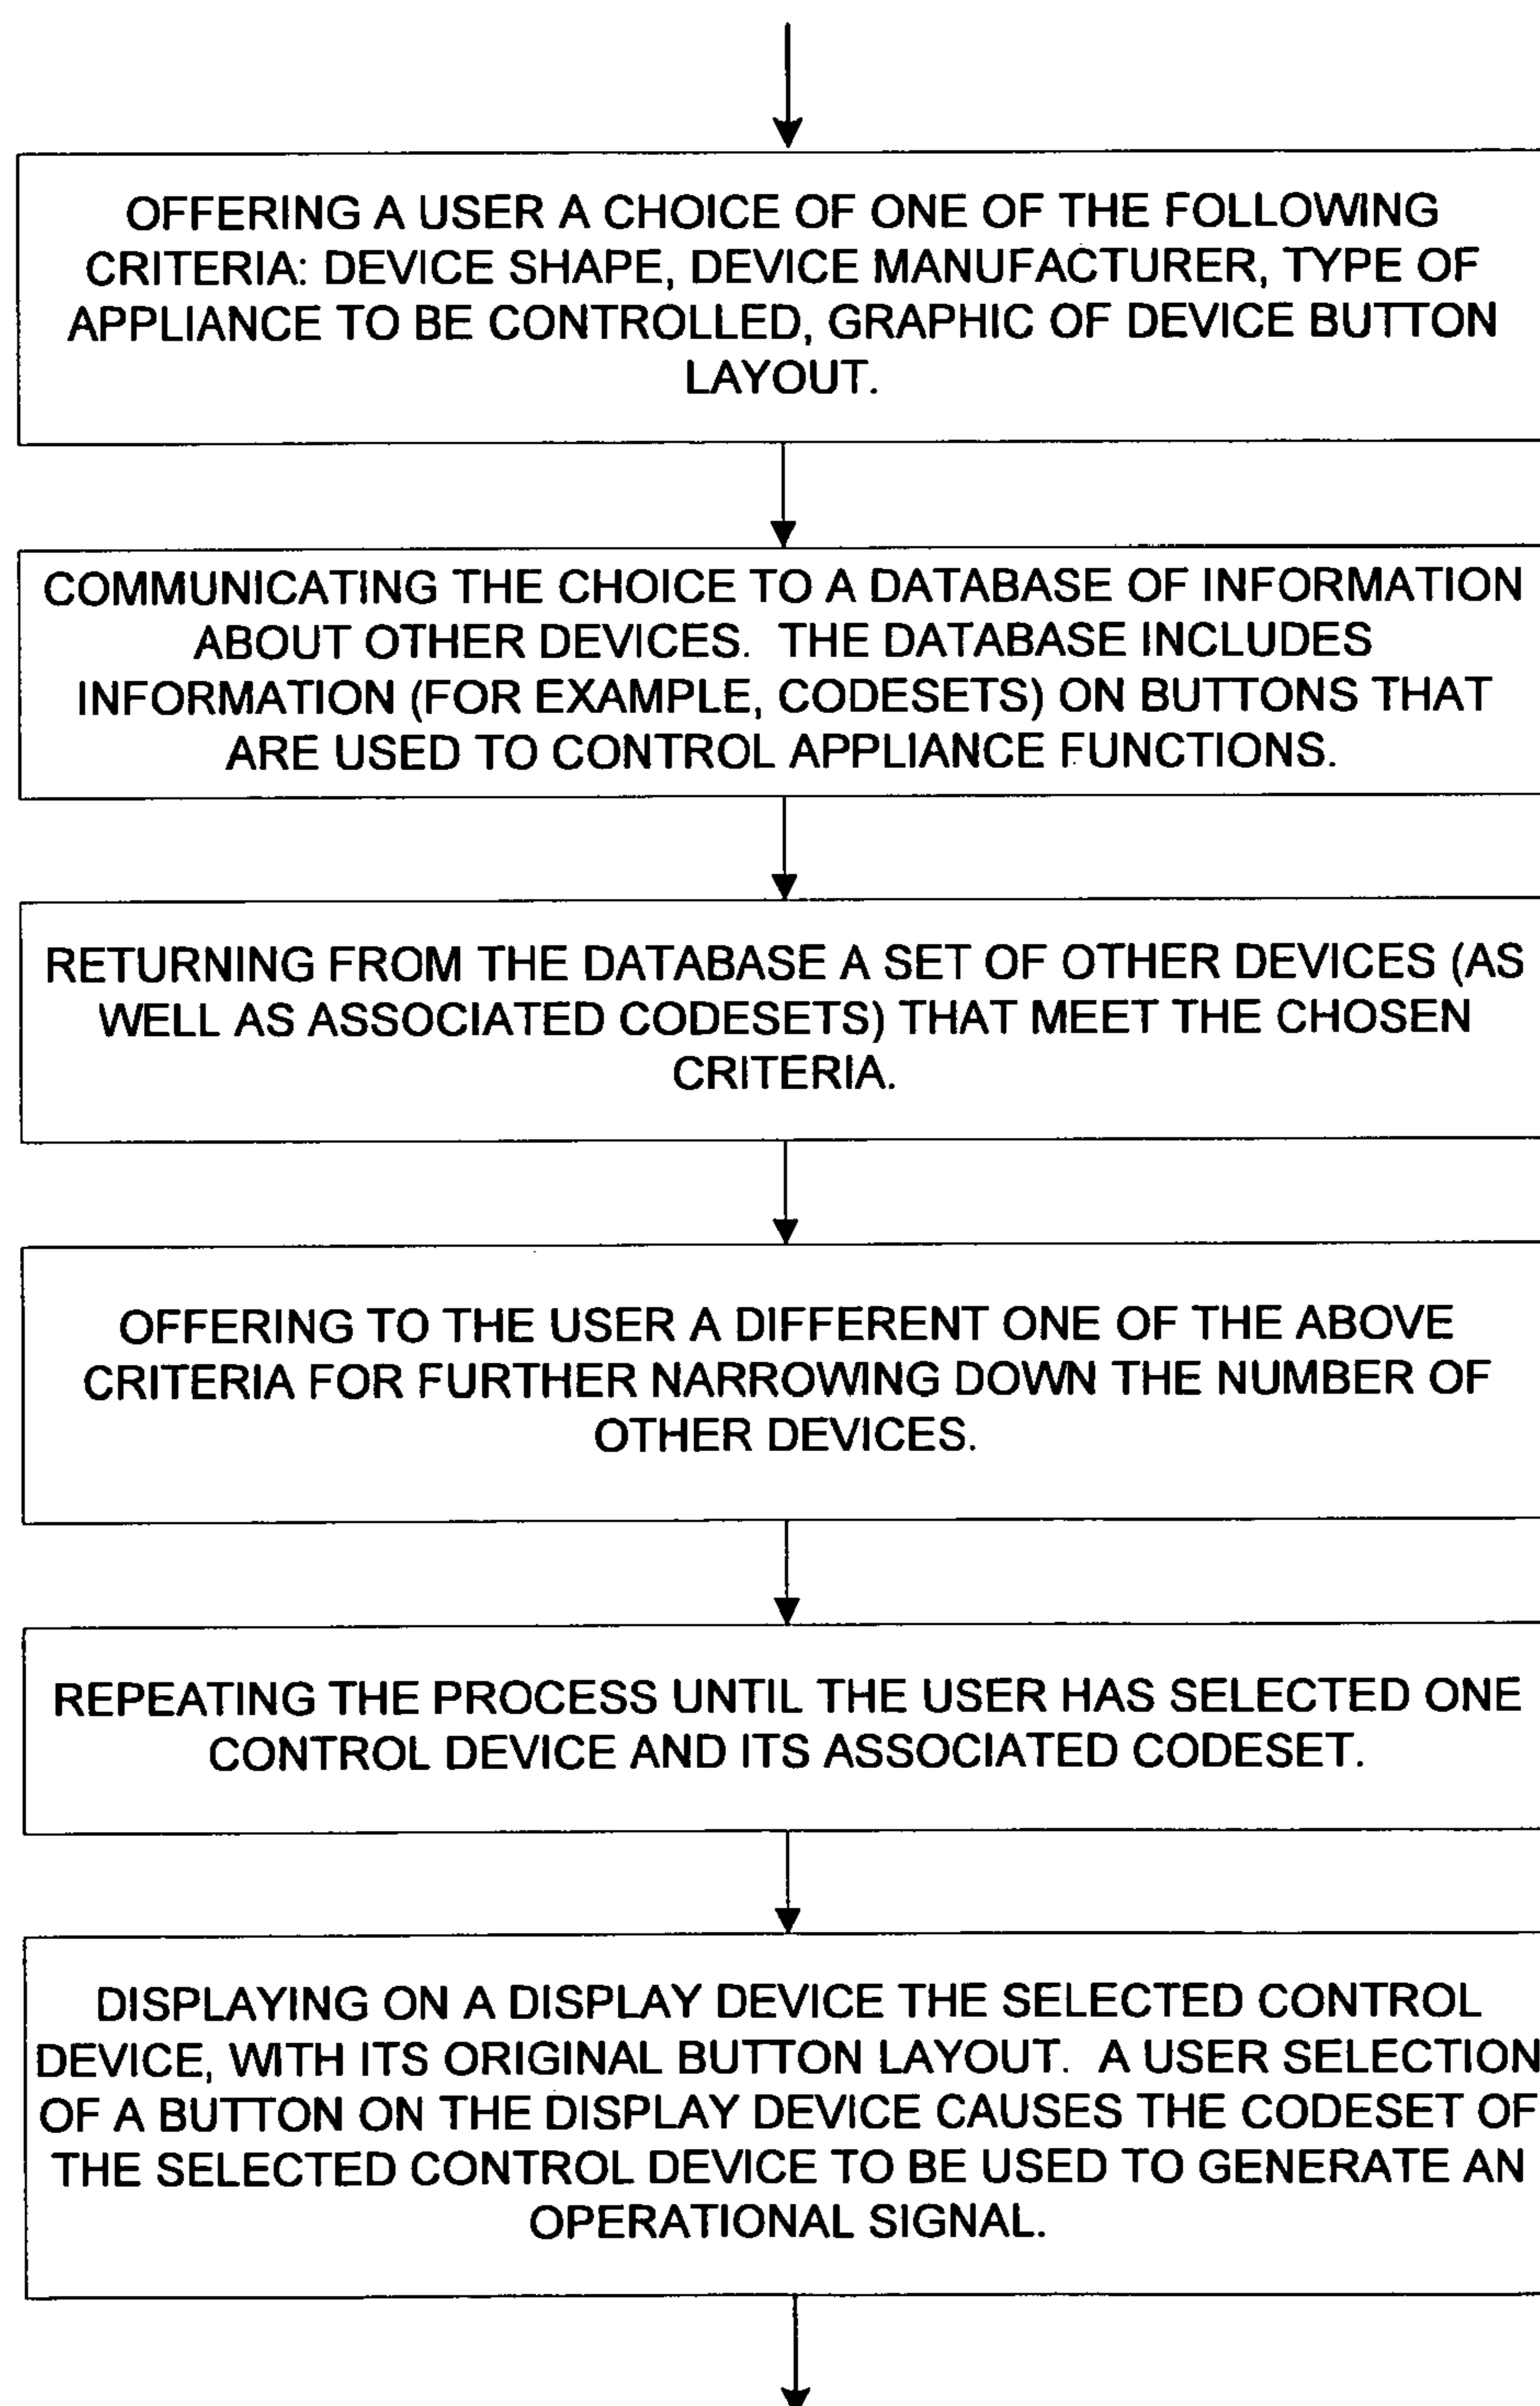 OFFERING A USER A CHOICE OF ONE OF THE FOLLOWING
CRITERIA: DEVICE SHAPE, DEVICE MANUFACTURER, TYPE OF
APPLIANCE TO BE CONTROLLED, GRAPHIC OF DEVICE BUTTON
LAYOUT.
COMMUNICATING THE CHOICE TO A DATABASE OF INFORMATION
ABOUT OTHER DEVICES. THE DATABASE INCLUDES
INFORMATION (FOR EXAMPLE, CODESETS) ON BUTTONS THAT
ARE USED TO CONTROL APPLIANCE FUNCTIONS.
RETURNING FROM THE DATABASE A SET OF OTHER DEVICES (AS
WELL AS ASSOCIATED CODESETS) THAT MEET THE CHOSEN
CRITERIA.
OFFERING TO THE USER A DIFFERENT ONE OF THE ABOVE
CRITERIA FOR FURTHER NARROWING DOWN THE NUMBER OF
OTHER DEVICES.
REPEATING THE PROCESS UNTIL THE USER HAS SELECTED ONE
CONTROL DEVICE AND ITS ASSOCIATED CODESET.
DISPLAYING ON A DISPLAY DEVICE THE SELECTED CONTROL
DEVICE, WITH ITS ORIGINAL BUTTON LAYOUT. A USER SELECTION
OF A BUTTON ON THE DISPLAY DEVICE CAUSES THE CODESET OF
THE SELECTED CONTROL DEVICE TO BE USED TO GENERATE AN
OPERATIONAL SIGNAL.